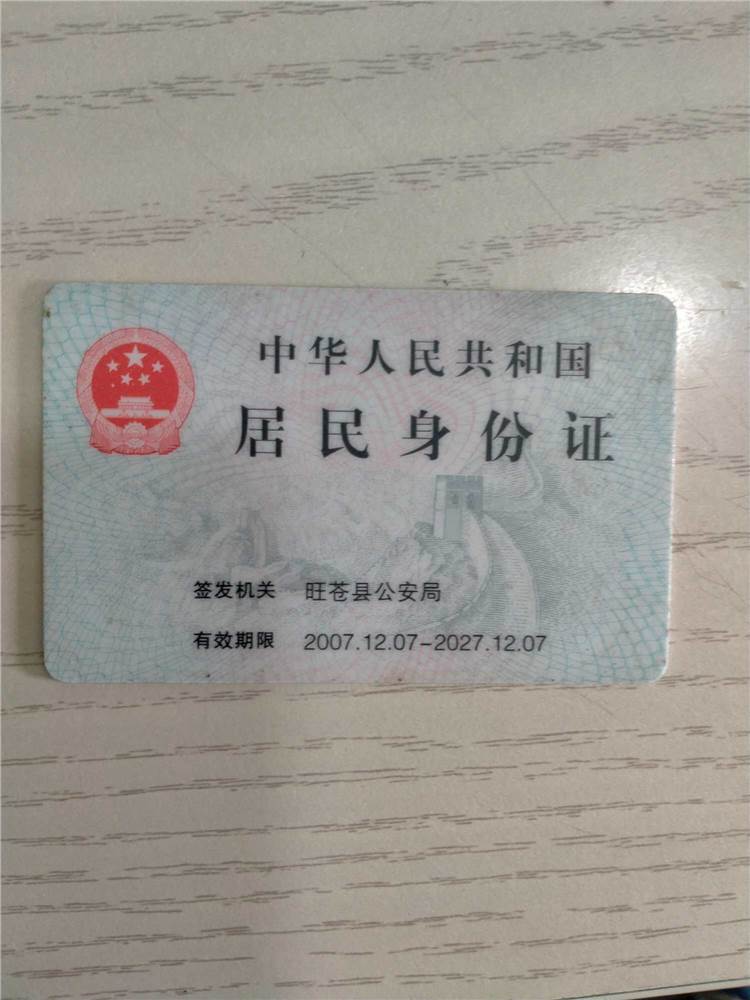 中华人民共和国
居民身份证
签发机关 旺苍县公安局
有效期限 2007.12.07-2027.12.07